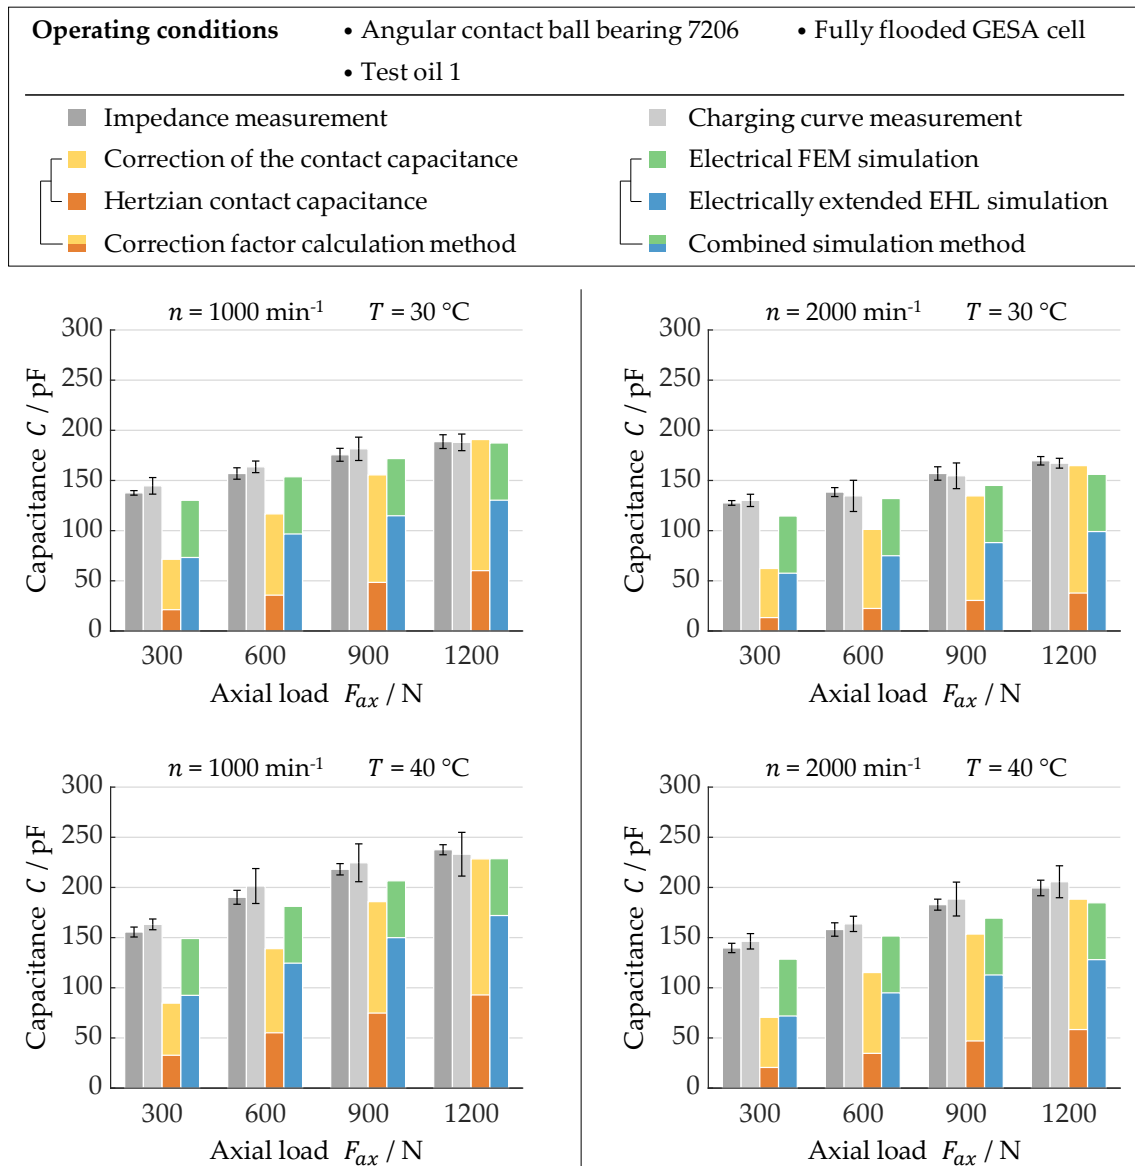 Operating conditions • Angular contact ball bearing 7206 • Fully flooded GESA cell
• Test oil 1
Impedance measurement Charging curve measurement
Correction of the contact capacitance Electrical FEM simulation
Hertzian contact capacitance Electrically extended EHL simulation
Correction factor calculation method Combined simulation method
n = 1000 min-1 T = 30 °C
300
250
200
150
100
50
0
Capacitance C / pF
300 600 900 1200
Axial load Fax / N
n = 2000 min-1 T = 30 °C
300
250
200
150
100
50
0
Capacitance C / pF
300 600 900 1200
Axial load Fax / N
n = 1000 min-1 T = 40 °C
300
250
200
150
100
50
0
Capacitance C / pF
300 600 900 1200
Axial load Fax / N
n = 2000 min-1 T = 40 °C
300
250
200
150
100
50
0
Capacitance C / pF
300 600 900 1200
Axial load Fax / N